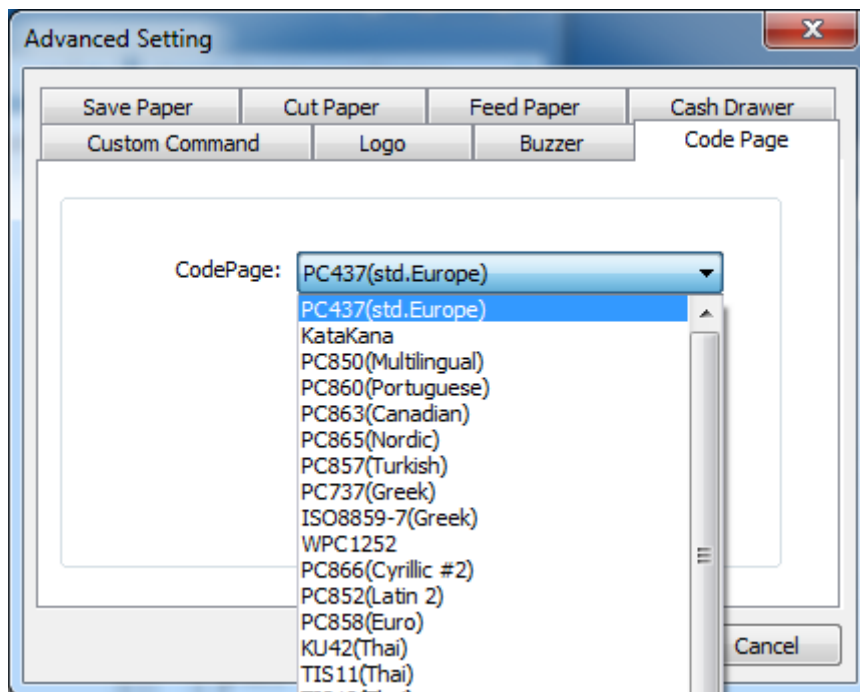 Advanced Setting
Save Paper
Cut Paper
Feed Paper
Cash Drawer
Custom Command
Logo
Buzzer
Code Page
CodePage:
PC437(std.Europe)
PC437(std.Europe)
KataKana
PC850(Multilingual)
PC860(Portuguese)
PC863(Canadian)
PC865(Nordic)
PC857(Turkish)
PC737(Greek)
ISO8859-7(Greek)
WPC1252
PC866(Cyrillic #2)
PC852(Latin 2)
PC858(Euro)
KU42(Thai)
TIS11(Thai)
Cancel